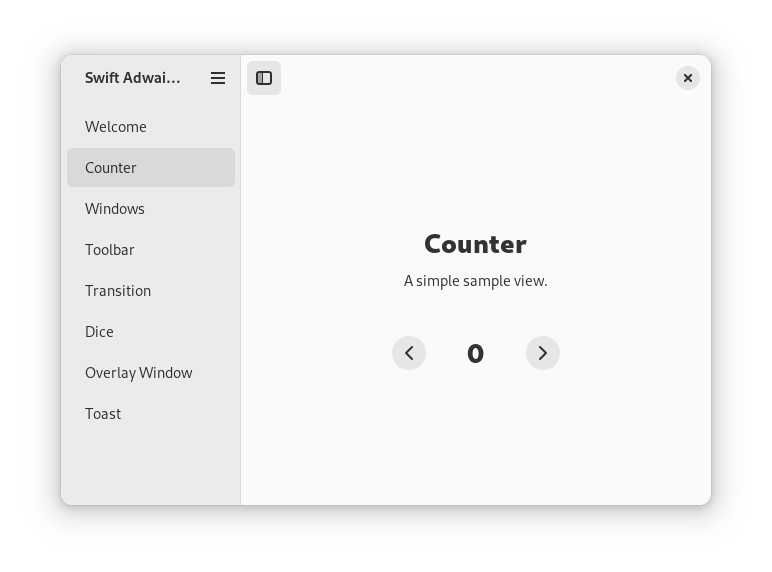 Swift Adwai...
Welcome
Counter
Windows
Toolbar
Transition
Dice
Overlay Window
Toast
Counter
A simple sample view.
0